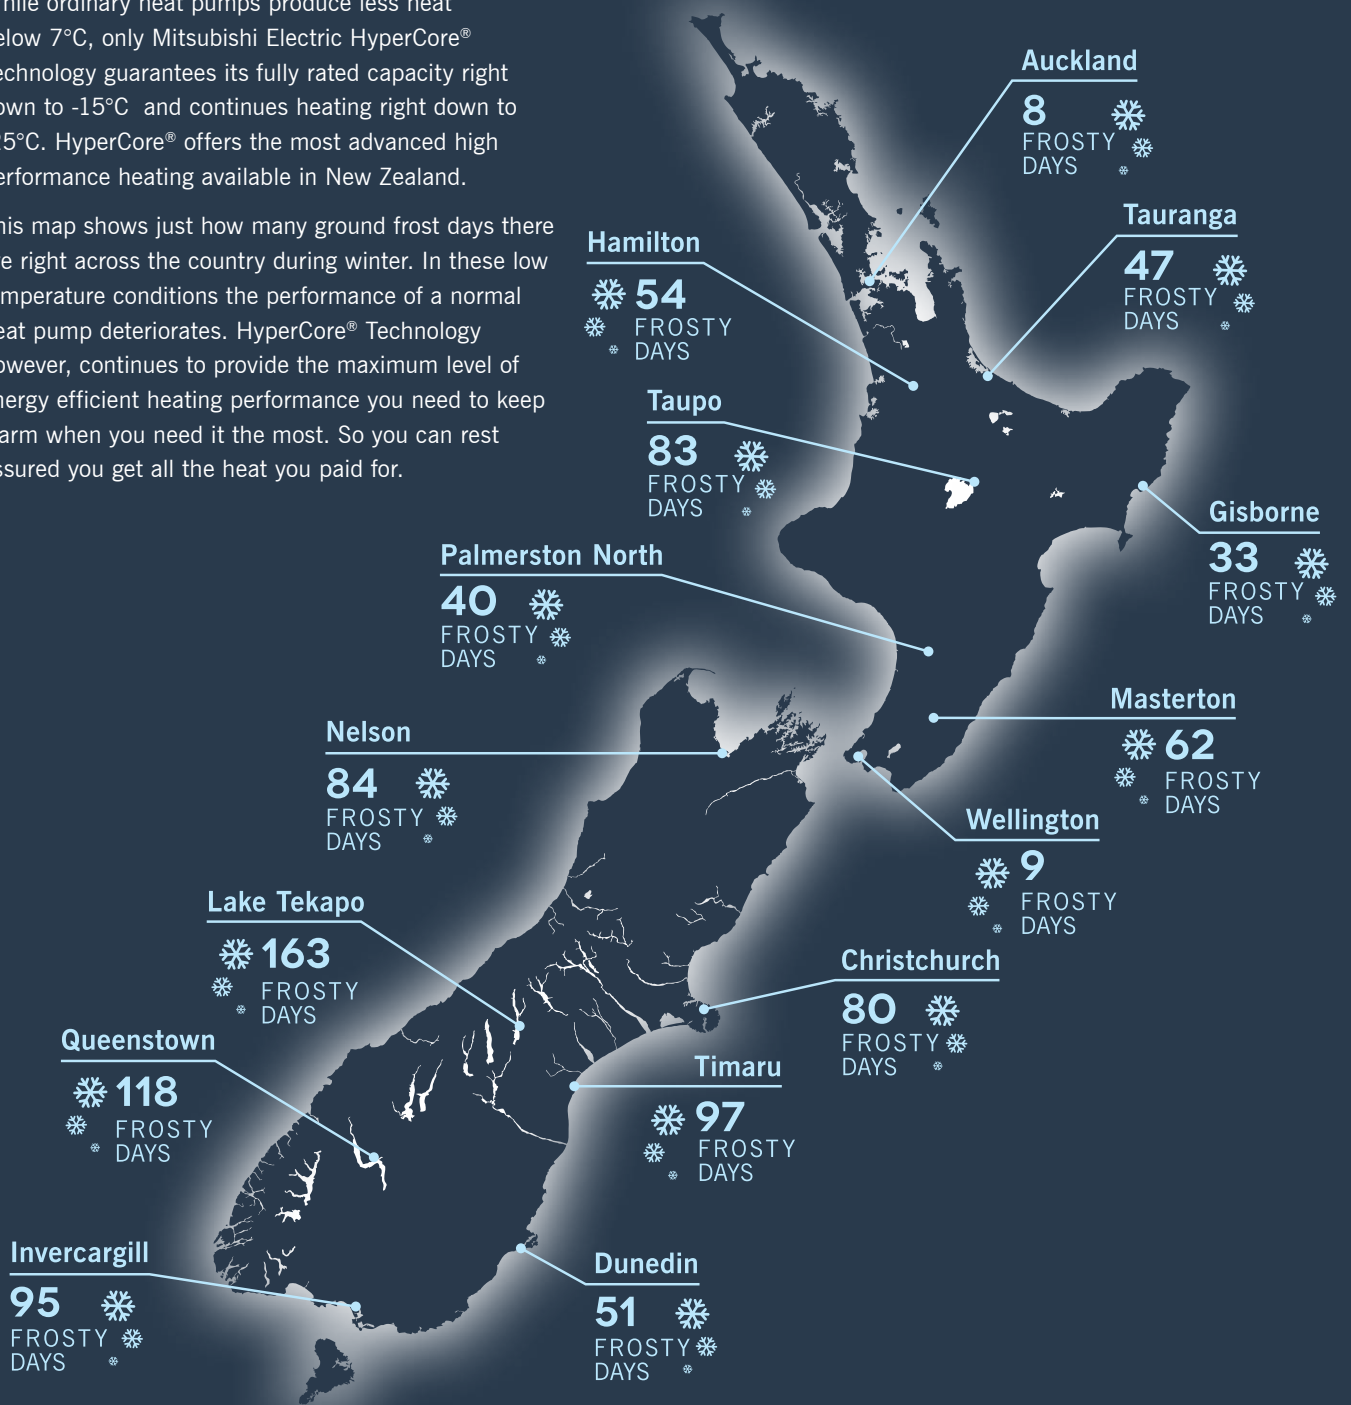 hile ordinary heat pumps produce less heat
elow 7°C, only Mitsubishi Electric HyperCore®
echnology guarantees its fully rated capacity right
own to -15°C and continues heating right down to
25°C. HyperCore® offers the most advanced high
erformance heating available in New Zealand.
his map shows just how many ground frost days there
re right across the country during winter. In these low
mperature conditions the performance of a normal
eat pump deteriorates. HyperCore® Technology
owever, continues to provide the maximum level of
nergy efficient heating performance you need to keep
arm when you need it the most. So you can rest
ssured you get all the heat you paid for.
Auckland
8
FROSTY
DAYS
Tauranga
47
FROSTY
DAYS
Hamilton
54
FROSTY
DAYS
Taupo
83
FROSTY
DAYS
Gisborne
33
FROSTY
DAYS
Palmerston North
40
FROSTY
DAYS
Masterton
62
FROSTY
DAYS
Nelson
84
FROSTY
DAYS
Wellington
9
FROSTY
DAYS
Lake Tekapo
163
FROSTY
DAYS
Christchurch
80
FROSTY
DAYS
Queenstown
118
FROSTY
DAYS
Timaru
97
FROSTY
DAYS
Invercargill
95
FROSTY
DAYS
Dunedin
51
FROSTY
DAYS